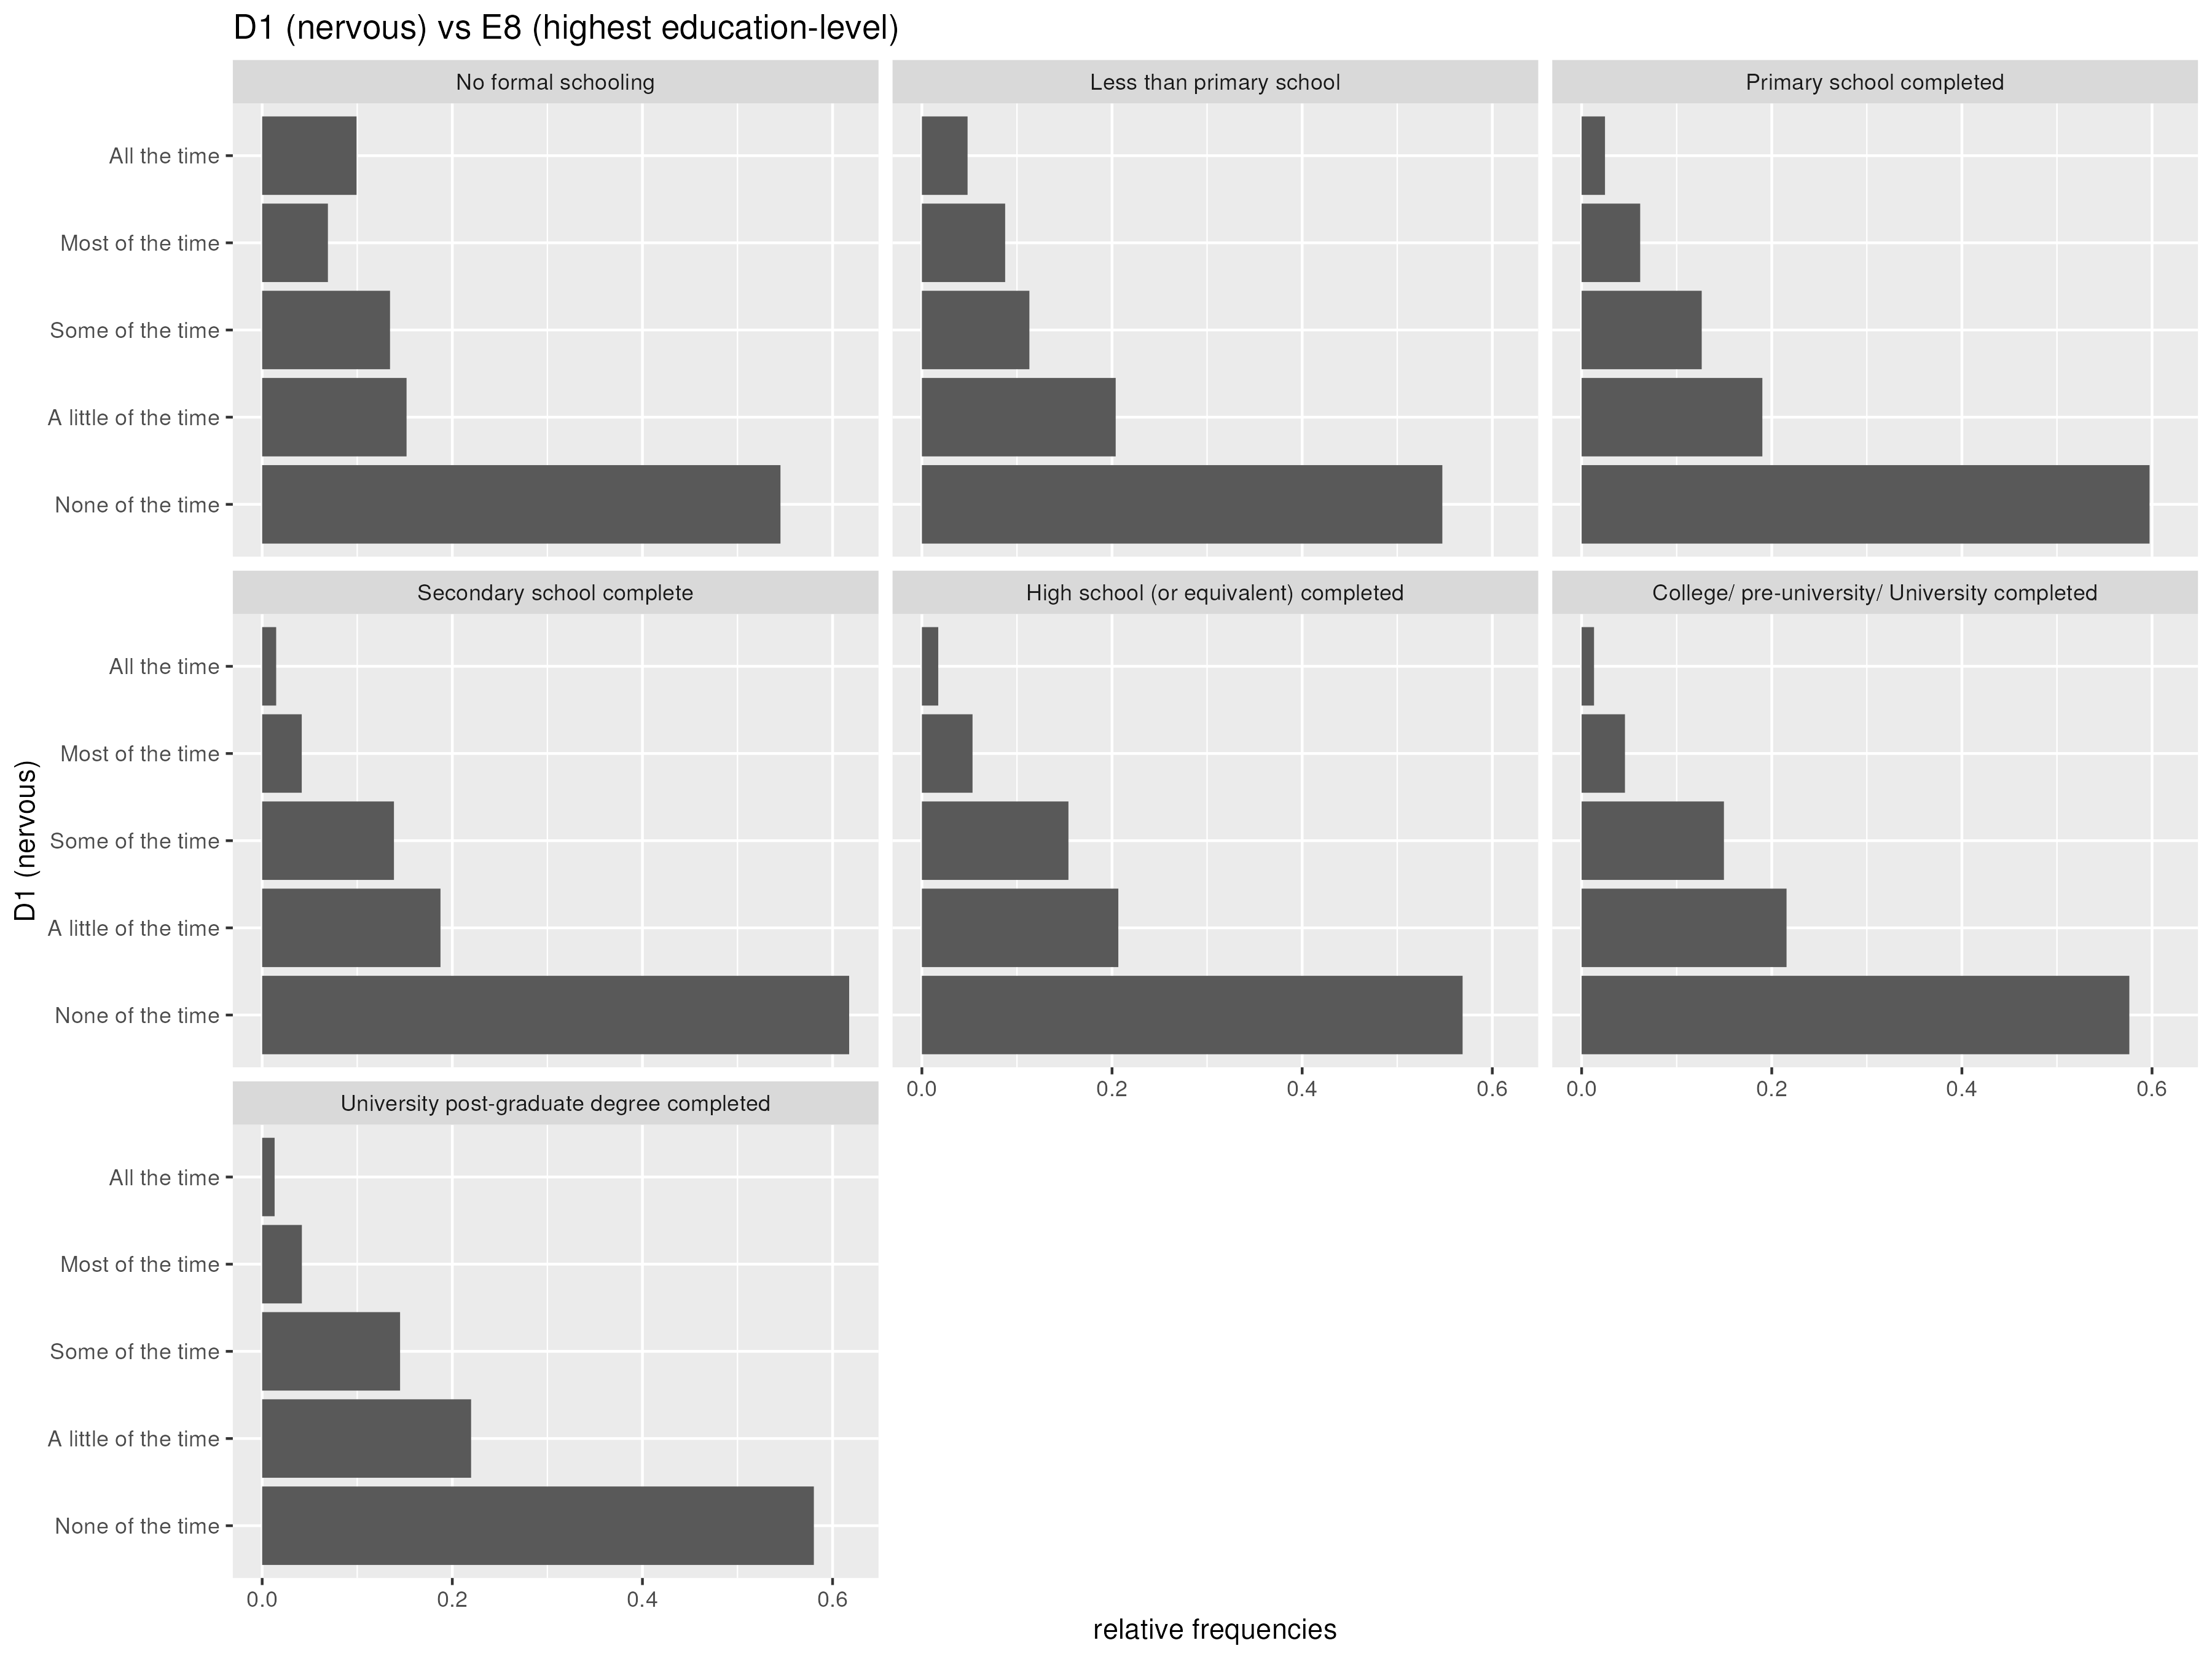 D1 (nervous) vs E8 (highest education-level)
No formal schooling
Less than primary school
Primary school completed
All the time
Most of the time
Some of the time
A little of the time
None of the time
Secondary school complete
High school (or equivalent) completed
College/ pre-university/ University completed
All the time
Most of the time
Some of the time
A little of the time
None of the time
D1 (nervous)
0.0 0.2 0.4 0.6
0.0 0.2 0.4 0.6
University post-graduate degree completed
All the time
Most of the time
Some of the time
A little of the time
None of the time
0.0 0.2 0.4 0.6
relative frequencies